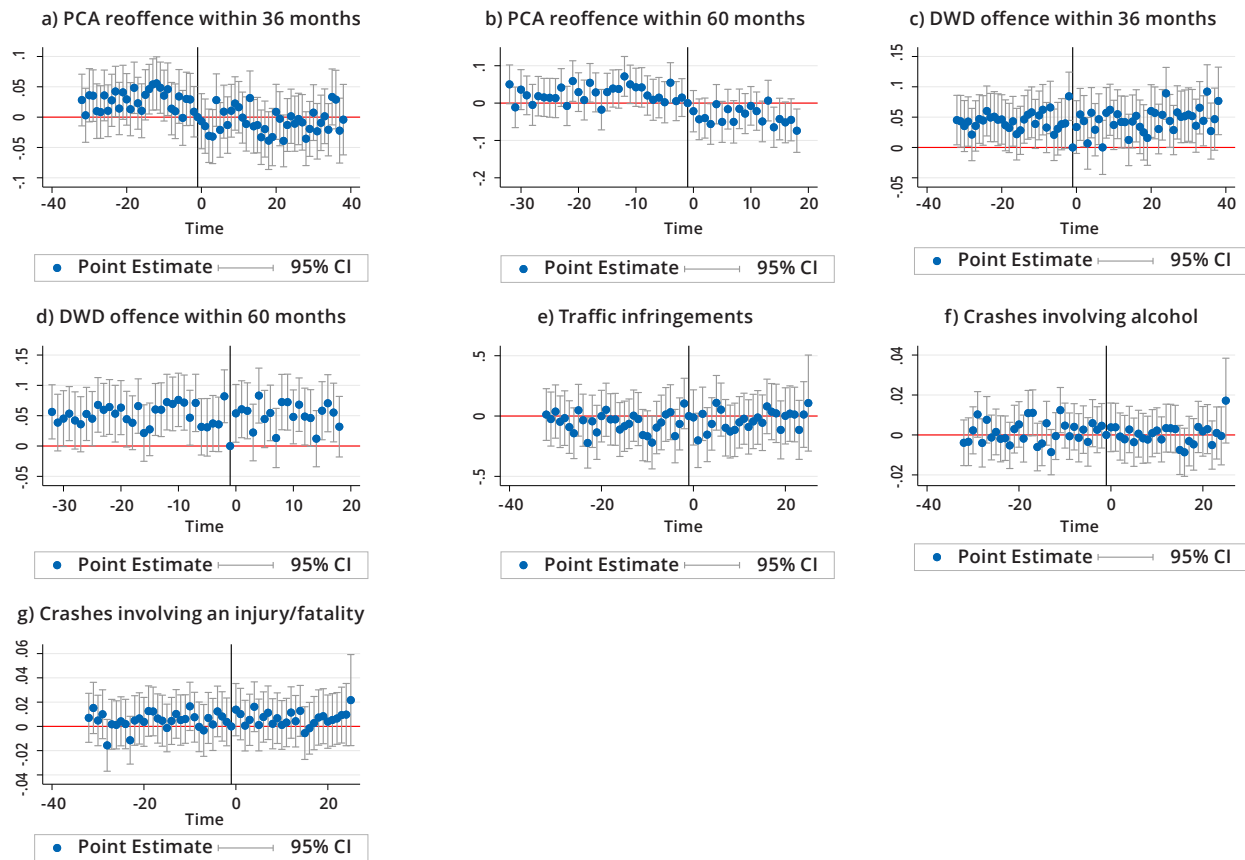 a) PCA reoffence within 36 months
.1
.05
0
-.05
-.1
-40 -20 0 20 40
Time
Point Estimate 95% CI
b) PCA reoffence within 60 months
.1
0
-.1
-.2
-30 -20 -10 0 10 20
Time
Point Estimate 95% CI
c) DWD offence within 36 months
.15
.1
.05
0
-.05
-40 -20 0 20 40
Time
Point Estimate 95% CI
d) DWD offence within 60 months
.15
.1
.05
0
-.05
-30 -20 -10 0 10 20
Time
Point Estimate 95% CI
e) Traffic infringements
.5
0
-.5
-40 -20 0 20
Time
Point Estimate 95% CI
f) Crashes involving alcohol
.04
.02
0
-.02
-40 -20 0 20
Time
Point Estimate 95% CI
g) Crashes involving an injury/fatality
.06
.04
.02
0
-.02
-.04
-40 -20 0 20
Time
Point Estimate 95% CI